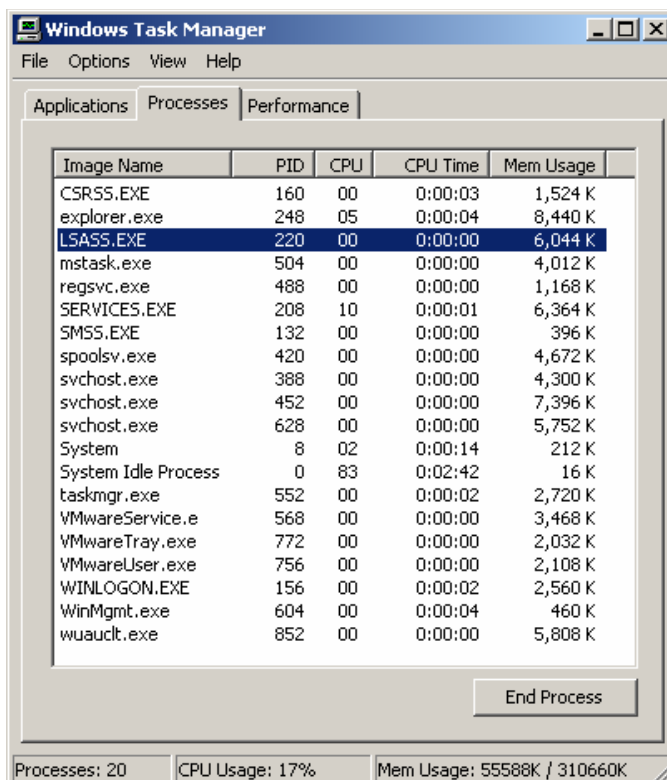 Windows Task Manager
File Options View Help
Applications Processes Performance
Image Name PID CPU CPU Time Mem Usage
CSRSS.EXE 160 00 0:00:03 1,524 K
explorer.exe 248 05 0:00:04 8,440 K
LSASS.EXE 220 00 0:00:00 6,044 K
mstask.exe 504 00 0:00:00 4,012 K
regsvc.exe 488 00 0:00:00 1,168 K
SERVICES.EXE 208 10 0:00:01 6,364 K
SMSS.EXE 132 00 0:00:00 396 K
spoolsv.exe 420 00 0:00:00 4,672 K
svchost.exe 388 00 0:00:00 4,300 K
svchost.exe 452 00 0:00:00 7,396 K
svchost.exe 628 00 0:00:00 5,752 K
System 8 02 0:00:14 212 K
System Idle Process 0 83 0:02:42 16 K
taskmgr.exe 552 00 0:00:02 2,720 K
VMwareService.e 568 00 0:00:00 3,468 K
VMwareTray.exe 772 00 0:00:00 2,032 K
VMwareUser.exe 756 00 0:00:00 2,108 K
WINLOGON.EXE 156 00 0:00:02 2,560 K
WinMgmt.exe 604 00 0:00:04 460 K
wuauclt.exe 852 00 0:00:00 5,808 K
End Process
Processes: 20 CPU Usage: 17% Mem Usage: 55588K / 310660K